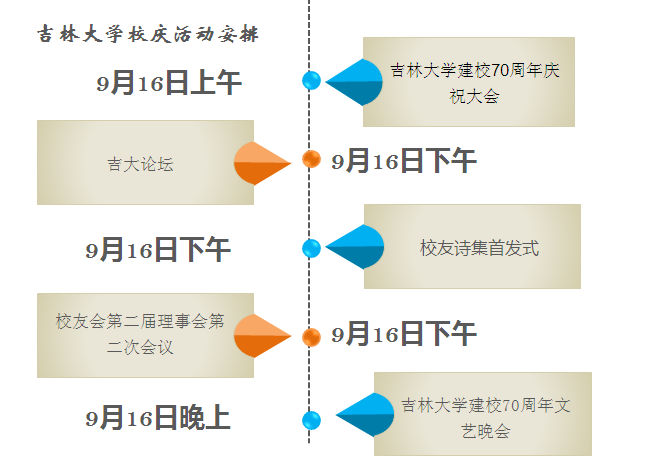 吉林大学校庆活动安排
9月16日上午
吉林大学建校70周年庆
祝大会
吉大论坛
9月16日下午
9月16日下午
校友诗集首发式
校友会第二届理事会第
二次会议
9月16日下午
9月16日晚上
吉林大学建校70周年文
艺晚会